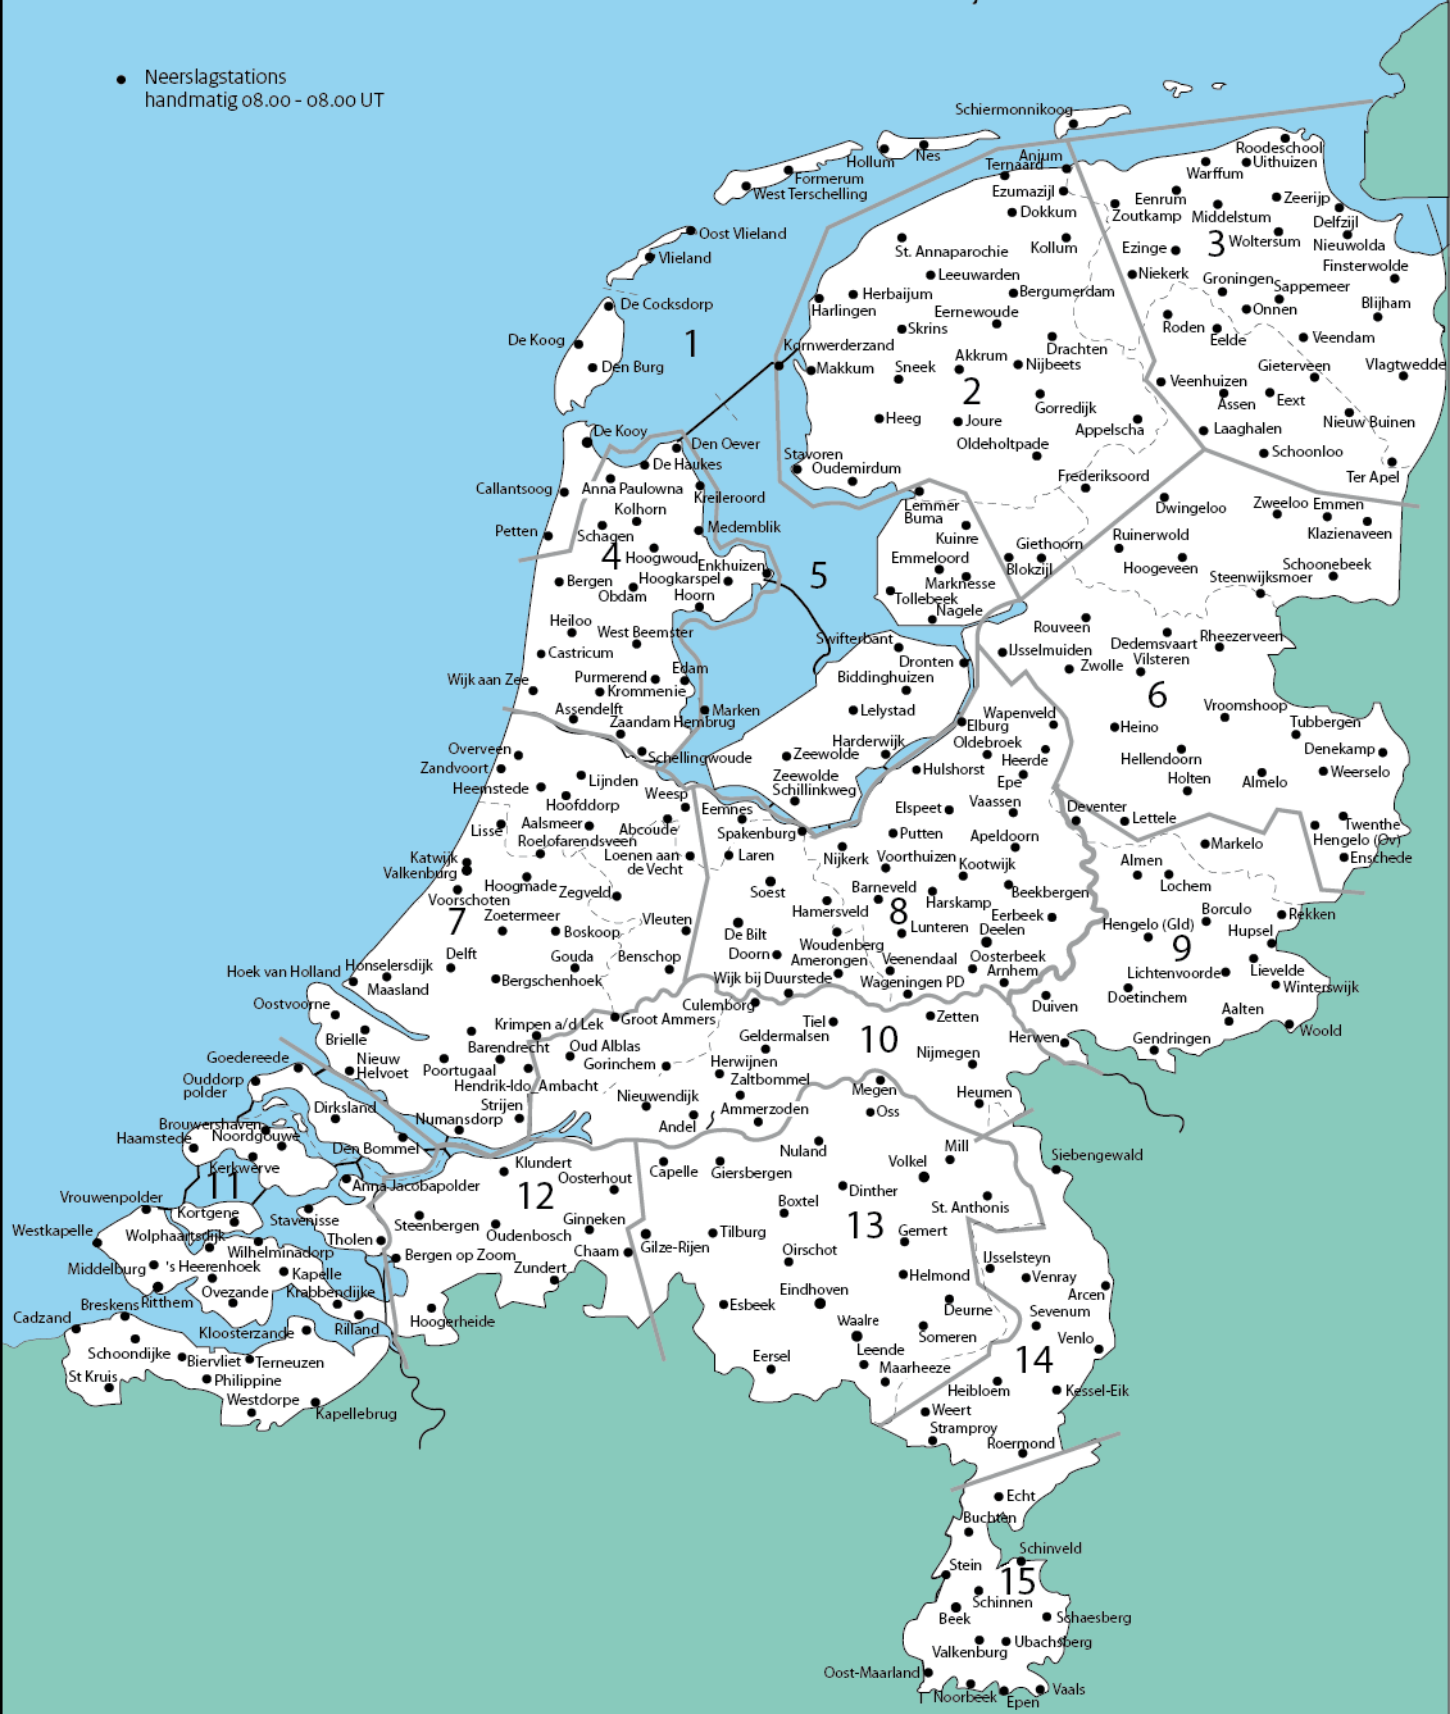 Neerslagstations
handmatig 08.00 - 08.00 UT
Schiermonnikoog
Hollum
Nes
Formerum
West Terschelling
Oost Vlieland
Vlieland
De Cocksdorp
De Koog
Den Burg
1
De Kooy
Den Oever
Ternaard
Anjum
Ezumazijl
Dokkum
St. Annaparochie
Kollum
Leeuwarden
Herbaijum
Bergumerdam
Harlingen
Eernewoude
Skrins
Kornwerderzand
Drachten
Makkum
Sneek
Akkrum
Nijbeets
2
Gorredijk
Heeg
Joure
Appelscha
Oldeholtpade
Stavoren
Oudemirdum
Frederiksoord
Roodeschool
Uithuizen
Warffum
Eenrum
Zeerijp
Zoutkamp
Middelstum
Delfzijl
3
Woltersum
Nieuwolda
Ezinge
Finsterwolde
Niekerk
Groningen
Sappemeer
Blijham
Onnen
Roden
Eelde
Veendam
Gieterveen
Vlagtwedde
Veenhuizen
Assen
Eext
Nieuw Buinen
Laaghalen
Schoonloo
Ter Apel
De Haukes
Callantsoog
Anna Paulowna
Kreileroord
Kolhorn
Petten
Schagen
Medemblik
4
Hoogwoud
Enkhuizen
Bergen
Hoogkarspel
Obdam
Hoorn
Heiloo
West Beemster
Castricum
Edam
Wijk aan Zee
Purmerend
Krommenie
Assendelft
Marken
Zaandam Hembrug
Schellingwoude
5
Lemmer
Buma
Kuinre
Emmeloord
Marknesse
Tollebeek
Nagele
Giethoorn
Blokzijl
Swifterbant
Dronten
Biddinghuizen
Lelystad
Harderwijk
Zeewolde
Zeewolde
Schillinkweg
Dwingeloo
Zweeloo
Emmen
Klazienaveen
Ruinerwold
Hoogeveen
Schoonebeek
Steenwijksmoer
Rouveen
Dedemsvaart
Rheezerveen
IJsselmuiden
Vilsteren
Zwolle
6
Vroomshoop
Tubbergen
Heino
Denekamp
Hellendoorn
Weerselo
Holten
Almelo
Deventer
Lettele
Twenthe
Hengelo (Ov)
Enschede
Overveen
Zandvoort
Heemstede
Lijnden
Weesp
Hoofddorp
Lisse
Aalsmeer
Abcoude
Roelofarendsveen
Loenen aan
de Vecht
Katwijk
Valkenburg
Hoogmade
Zegveld
Voorschoten
7
Zoetermeer
Boskoop
Vleuten
Delft
Gouda
Benschop
Hoek van Holland
Honselersdijk
Maasland
Bergschenhoek
Oostvoorne
Brielle
Krimpen a/d Lek
Barendrecht
Nieuw
Helvoet
Poortugaal
Hendrik-Ido_Ambacht
Strijen
Numansdorp
Wapenveld
Elburg
Oldebroek
Heerde
Hulshorst
Epe
Eemnes
Spakenburg
Elspeet
Vaassen
Putten
Apeldoorn
Laren
Nijkerk
Voorthuizen
Kootwijk
Soest
Barneveld
Beekbergen
Hamersveld
Harskamp
8
Eerbeek
De Bilt
Lunteren
Deelen
Woudenberg
Doorn
Amerongen
Veenendaal
Oosterbeek
Arnhem
Wijk bij Duurstede
Wageningen PD
Markelo
Almen
Lochem
Borculo
Rekken
Hengelo (Gld)
Hupsel
9
Lichtenvoorde
Lievelde
Winterswijk
Doetinchem
Duiven
Aalten
Woold
Herwen
Gendringen
Culemborg
Groot Ammers
Tiel
Zetten
Geldermalsen
10
Oud Alblas
Gorinchem
Herwijnen
Nijmegen
Zaltbommel
Nieuwendijk
Ammerzoden
Heumen
Andel
Megen
Oss
Goedereede
Ouddorp
polder
Dirksland
Brouwershaven
Haamstede
Noordgouwe
Den Bommel
Kerkwerve
11
Anna Jacobapolder
Vrouwenpolder
Kortgene
Stavenisse
Westkapelle
Wolphaartsdijk
Tholen
Wilhelminadorp
Middelburg
's Heerenhoek
Kapelle
Ovezande
Krabbendijke
Breskens
Ritthem
Cadzand
Kloosterzande
Rilland
Schoondijke
Biervliet
Terneuzen
St Kruis
Philippine
Westdorpe
Kapellebrug
Klundert
Oosterhout
12
Steenbergen
Ginneken
Oudenbosch
Chaam
Bergen op Zoom
Zundert
Hoogerheide
Nuland
Mill
Capelle
Giersbergen
Volkel
Dinther
Boxtel
St. Anthonis
Tilburg
13
Gemert
Gilze-Rijen
Oirschot
Helmond
Eindhoven
Esbeek
Deurne
Waalre
Someren
Leende
Eersel
Maarheeze
Siebengewald
IJsselsteyn
Venray
Arcen
Sevenum
Venlo
14
Heibloem
Kessel-Eik
Weert
Stramproy
Roermond
Echt
Buchten
Schinveld
Stein
15
Schinnen
Beek
Schaesberg
Valkenburg
Ubachsberg
Oost-Maarland
Noorbeek
Epen
Vaals